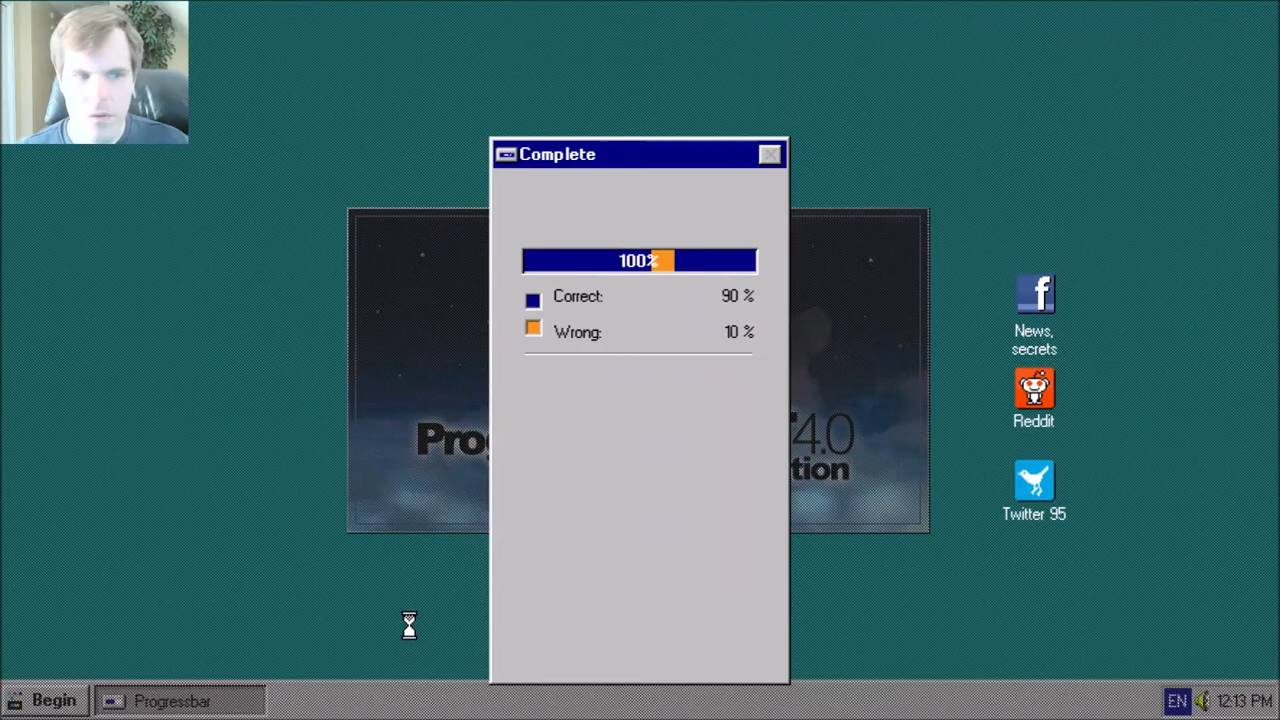 Complete
100%
Correct: 90 %
Wrong: 10 %
Prog
4.0
tion
f
News,
secrets
Reddit
Twitter 95
Begin
Progressbar
EN
12:13 PM